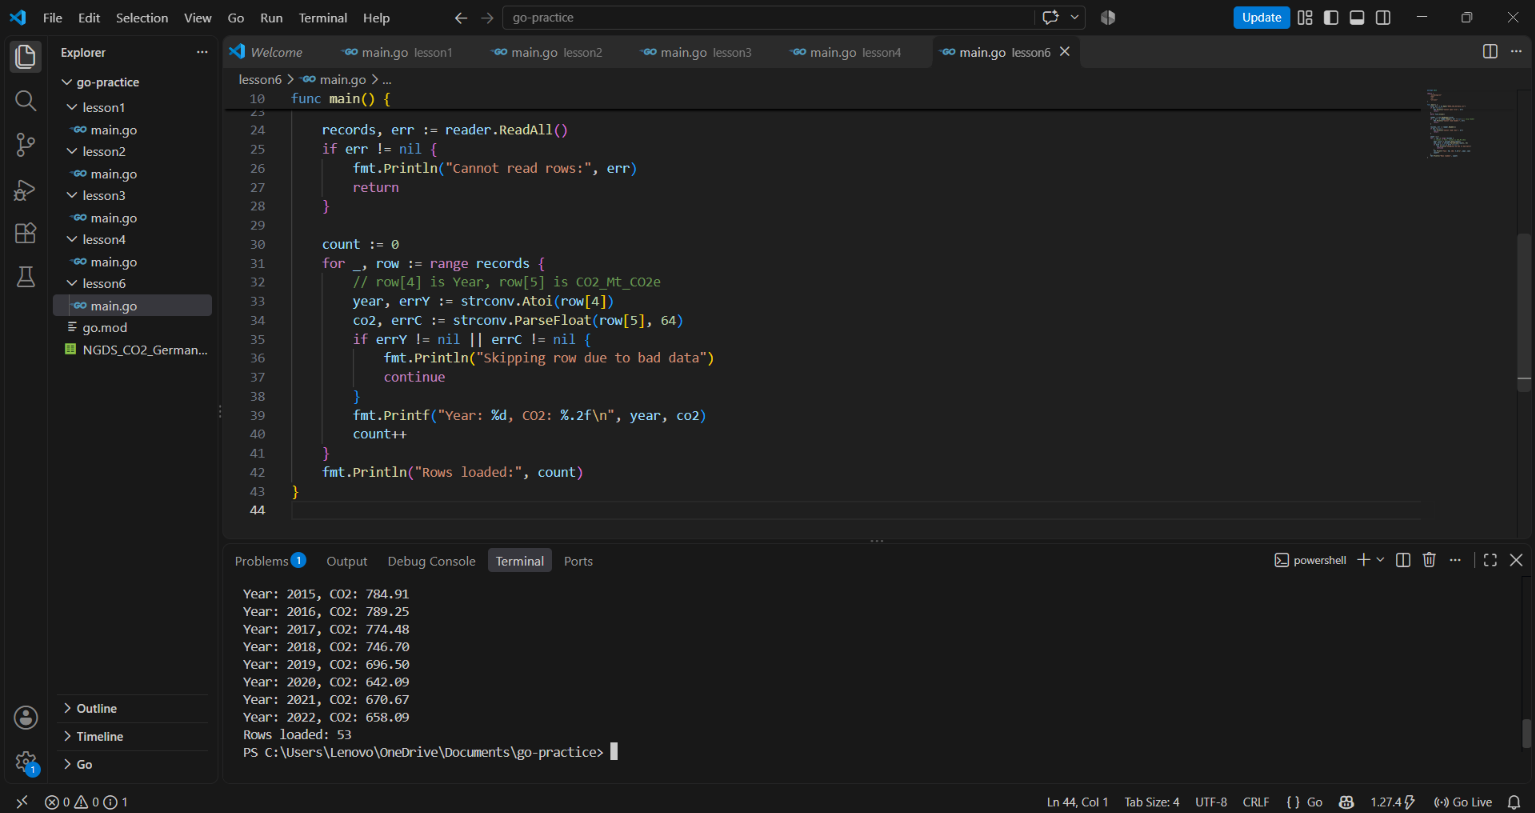 File Edit Selection View Go Run Terminal Help
go-practice
Update
Explorer
Welcome
main.go lesson1
main.go lesson2
main.go lesson3
main.go lesson4
main.go lesson6
go-practice
lesson1
main.go
lesson2
main.go
lesson3
main.go
lesson4
main.go
lesson6
main.go
go.mod
NGDS_CO2_German...
Outline
Timeline
Go
lesson6 > main.go > ...
10 func main() {
23
24 records, err := reader.ReadAll()
25 if err != nil {
26 fmt.Println("Cannot read rows:", err)
27 return
28 }
29
30 count := 0
31 for _, row := range records {
32 // row[4] is Year, row[5] is CO2_Mt_CO2e
33 year, errY := strconv.Atoi(row[4])
34 co2, errC := strconv.ParseFloat(row[5], 64)
35 if errY != nil || errC != nil {
36 fmt.Println("Skipping row due to bad data")
37 continue
38 }
39 fmt.Printf("Year: %d, CO2: %.2f\n", year, co2)
40 count++
41 }
42 fmt.Println("Rows loaded:", count)
43 }
44
Problems 1 Output Debug Console Terminal Ports
powershell
Year: 2015, CO2: 784.91
Year: 2016, CO2: 789.25
Year: 2017, CO2: 774.48
Year: 2018, CO2: 746.70
Year: 2019, CO2: 696.50
Year: 2020, CO2: 642.09
Year: 2021, CO2: 670.67
Year: 2022, CO2: 658.09
Rows loaded: 53
PS C:\Users\Lenovo\OneDrive\Documents\go-practice>
1
0 0 1
Ln 44, Col 1 Tab Size: 4 UTF-8 CRLF {} Go 1.27.4 Go Live